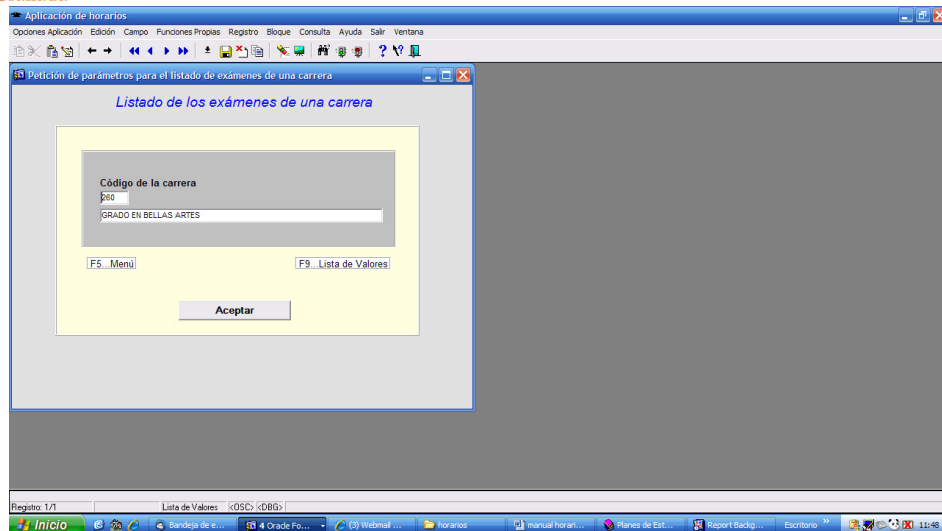 Aplicación de horarios
Opciones Aplicación Edición Campo Funciones Propias Registro Bloque Consulta Ayuda Salir Ventana
Petición de parámetros para el listado de exámenes de una carrera
Listado de los exámenes de una carrera
Código de la carrera
260
GRADO EN BELLAS ARTES
F5...Menú F9...Lista de Valores
Aceptar
Registro: 1/1 Lista de Valores <OSC> <DBG>
Inicio Bandeja de e... 4 Oracle Fo... (3) Webmail ... horarios manual horari... Planes de Est... Report Backg... Escritorio » 11:48